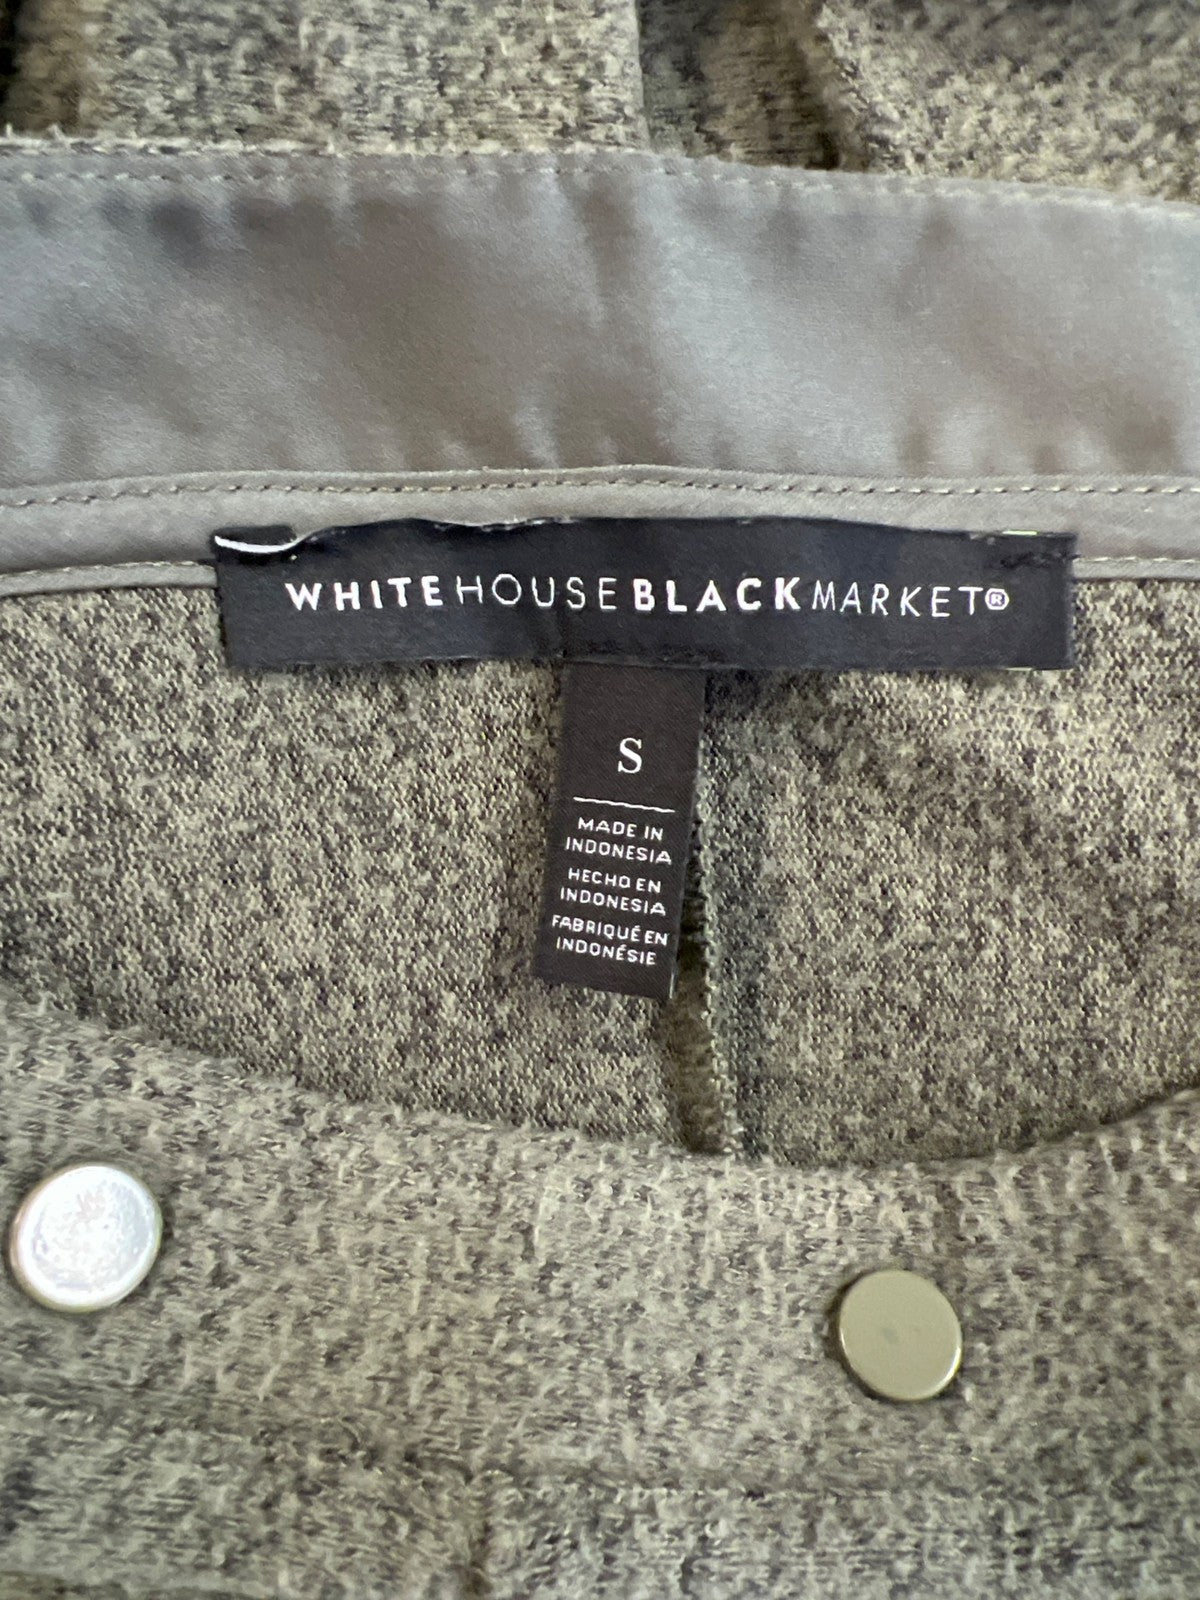 WHITEHOUSEBLACKMARKET®
S
MADE IN
INDONESIA
HECHO EN
INDONESIA
FABRIQUÉ EN
INDONÉSIE